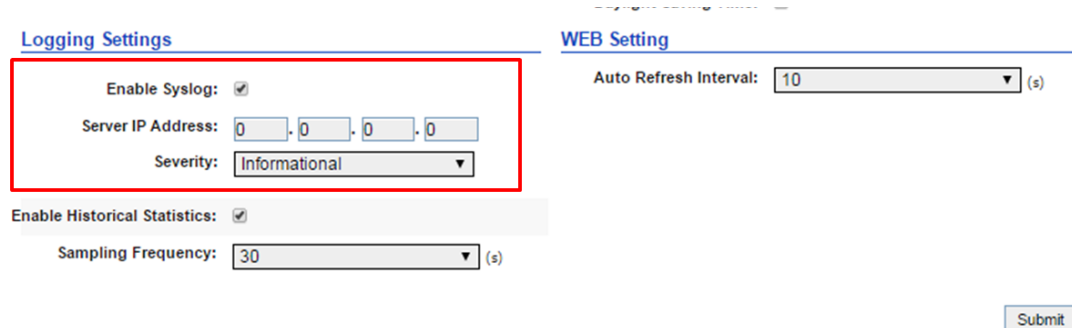 Logging Settings
Enable Syslog:
Server IP Address: 0 . 0 . 0 . 0
Severity: Informational
Enable Historical Statistics:
Sampling Frequency: 30 (s)
WEB Setting
Auto Refresh Interval: 10 (s)
Submit